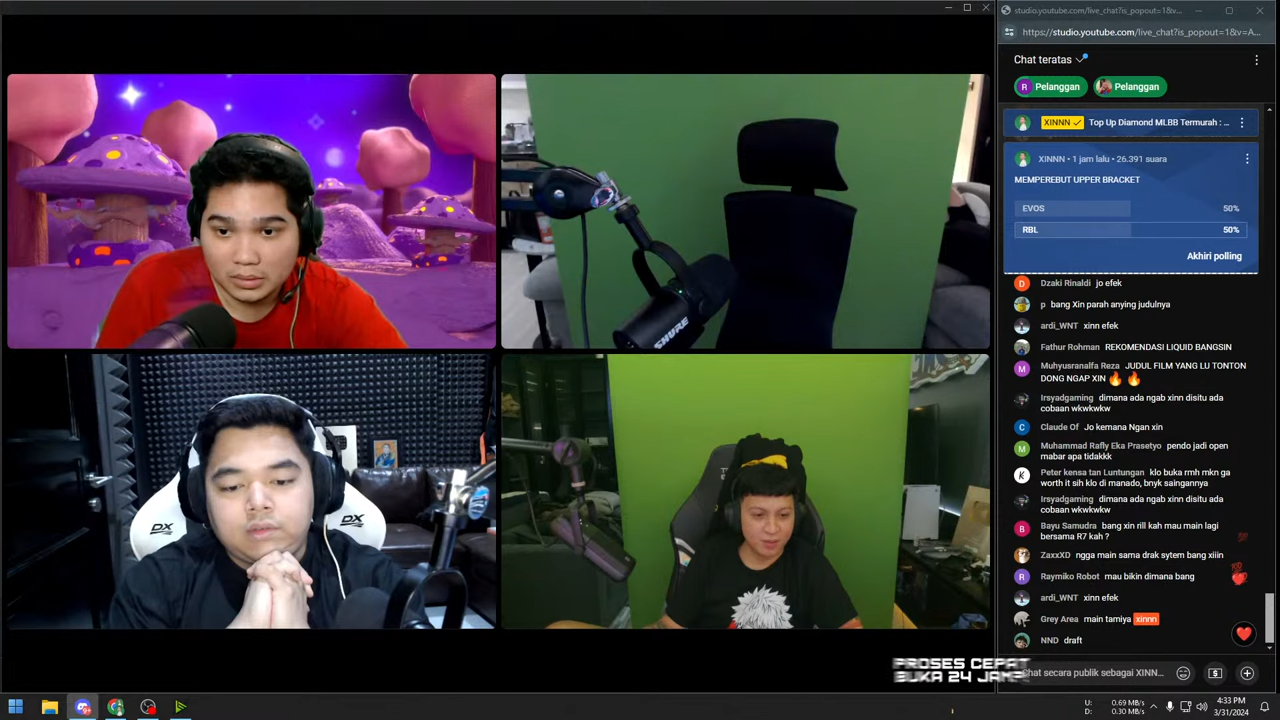 studio.youtube.com/live_chat?is_popout=1&v=A...
https://studio.youtube.com/live_chat?is_popout=1&v=A...
Chat teratas
R Pelanggan
Pelanggan
XINNN Top Up Diamond MLBB Termurah : ...
XINNN • 1 jam lalu • 26.391 suara
MEMPEREBUT UPPER BRACKET
EVOS 50%
RBL 50%
Akhiri polling
D Dzaki Rinaldi jo efek
p bang Xin parah anying judulnya
ardi_WNT xinn efek
Fathur Rohman REKOMENDASI LIQUID BANGSIN
M Muhyusranalfa Reza JUDUL FILM YANG LU TONTON
DONG NGAP XIN 🔥 🔥
Irsyadgaming dimana ada ngab xinn disitu ada
cobaan wkwkwkw
C Claude Of Jo kemana Ngan xin
M Muhammad Rafly Eka Prasetyo pendo jadi open
mabar apa tidakkk
K Peter kensa tan Luntungan klo buka rmh mkn ga
worth it sih klo di manado, bnyk saingannya
Irsyadgaming dimana ada ngab xinn disitu ada
cobaan wkwkwkw
B Bayu Samudra bang xin rill kah mau main lagi
bersama R7 kah ?
ZaxxXD ngga main sama drak sytem bang xiiin
R Raymiko Robot mau bikin dimana bang
ardi_WNT xinn efek
Grey Area main tamiya xinnn
NND draft
Chat secara publik sebagai XINN...
SHURE
DX
DX
PROSES CEPAT
BUKA 24 JAM
U: 0.69 MB/s
D: 0.30 MB/s
4:33 PM
3/31/2024